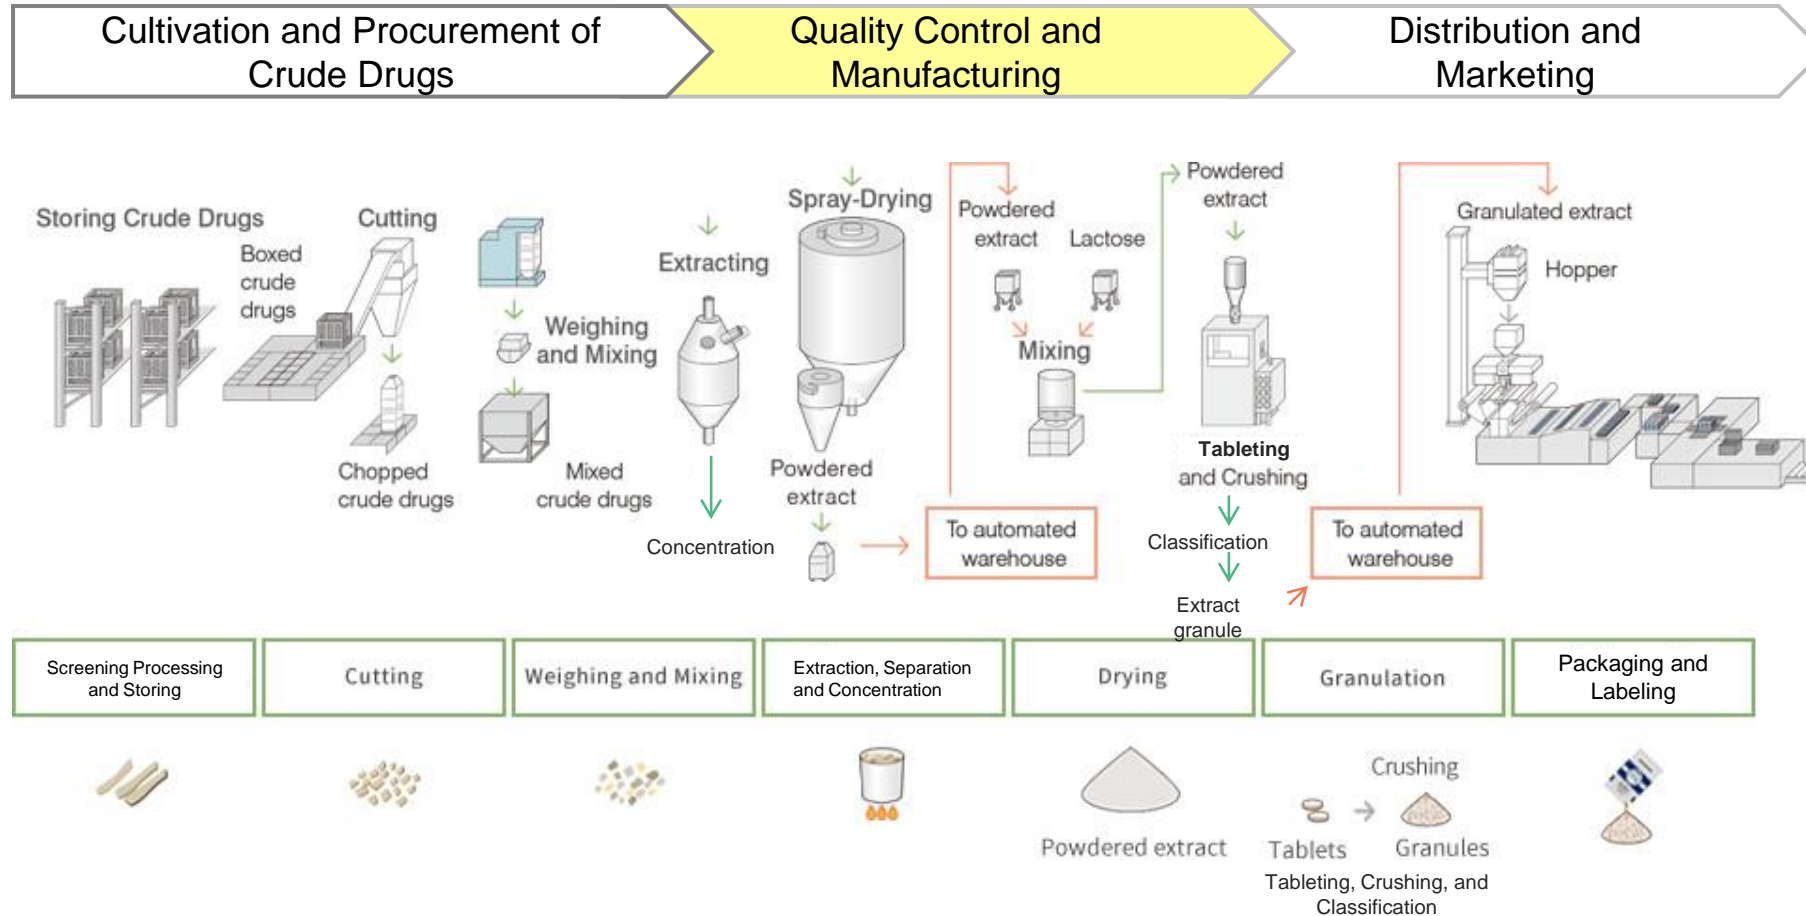 Cultivation and Procurement of
Crude Drugs
Quality Control and
Manufacturing
Distribution and
Marketing
Storing Crude Drugs
Boxed
crude
drugs
Cutting
Chopped
crude drugs
Weighing
and Mixing
Mixed
crude drugs
Extracting
Concentration
Spray-Drying
Powdered
extract
To automated
warehouse
Powdered
extract
Lactose
Mixing
Powdered
extract
Tableting
and Crushing
Classification
Extract
granule
To automated
warehouse
Granulated extract
Hopper
Screening Processing
and Storing
Cutting
Weighing and Mixing
Extraction, Separation
and Concentration
Drying
Granulation
Packaging and
Labeling
Powdered extract
Crushing
Tablets
Granules
Tableting, Crushing, and
Classification